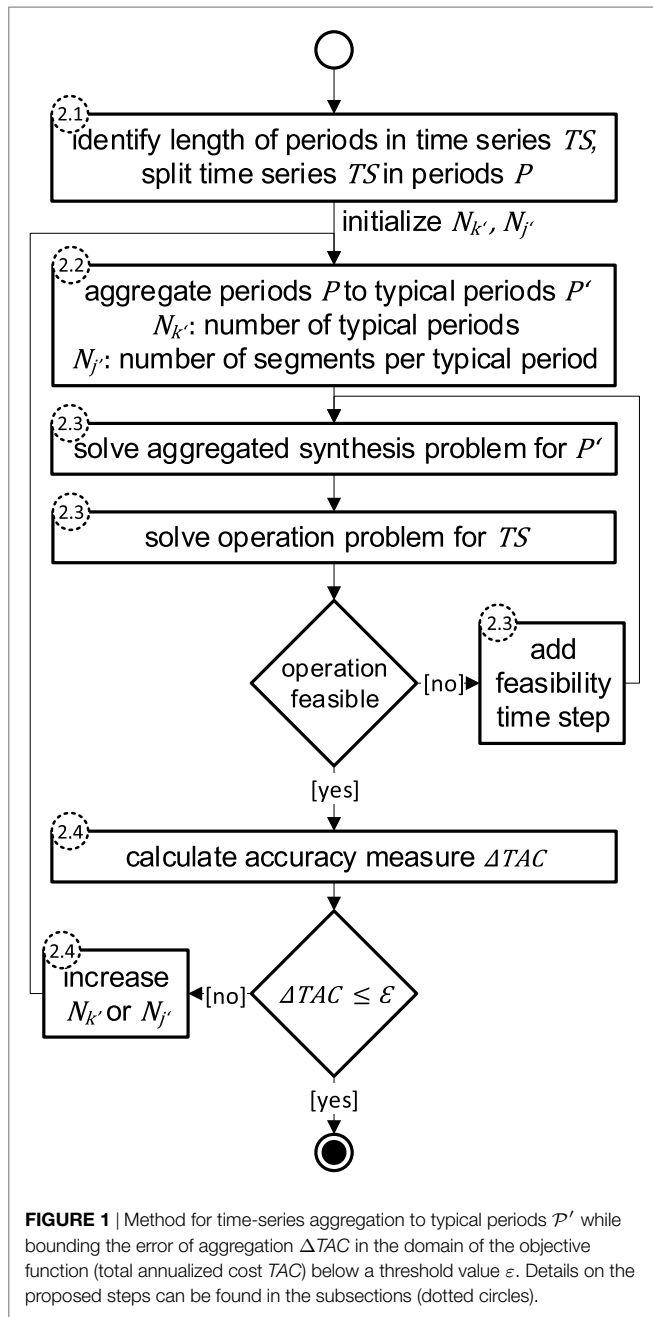 2.1
identify length of periods in time series TS,
split time series TS in periods P
initialize Nk‘, Nj‘
2.2
aggregate periods P to typical periods P‘
Nk‘: number of typical periods
Nj‘: number of segments per typical period
2.3
solve aggregated synthesis problem for P‘
2.3
solve operation problem for TS
operation
feasible
[no]
2.3
add
feasibility
time step
[yes]
2.4
calculate accuracy measure ΔTAC
ΔTAC ≤ ε
[no]
2.4
increase
Nk‘ or Nj‘
[yes]
FIGURE 1 | Method for time-series aggregation to typical periods 𝒫′ while
bounding the error of aggregation ΔTAC in the domain of the objective
function (total annualized cost TAC) below a threshold value ε. Details on the
proposed steps can be found in the subsections (dotted circles).